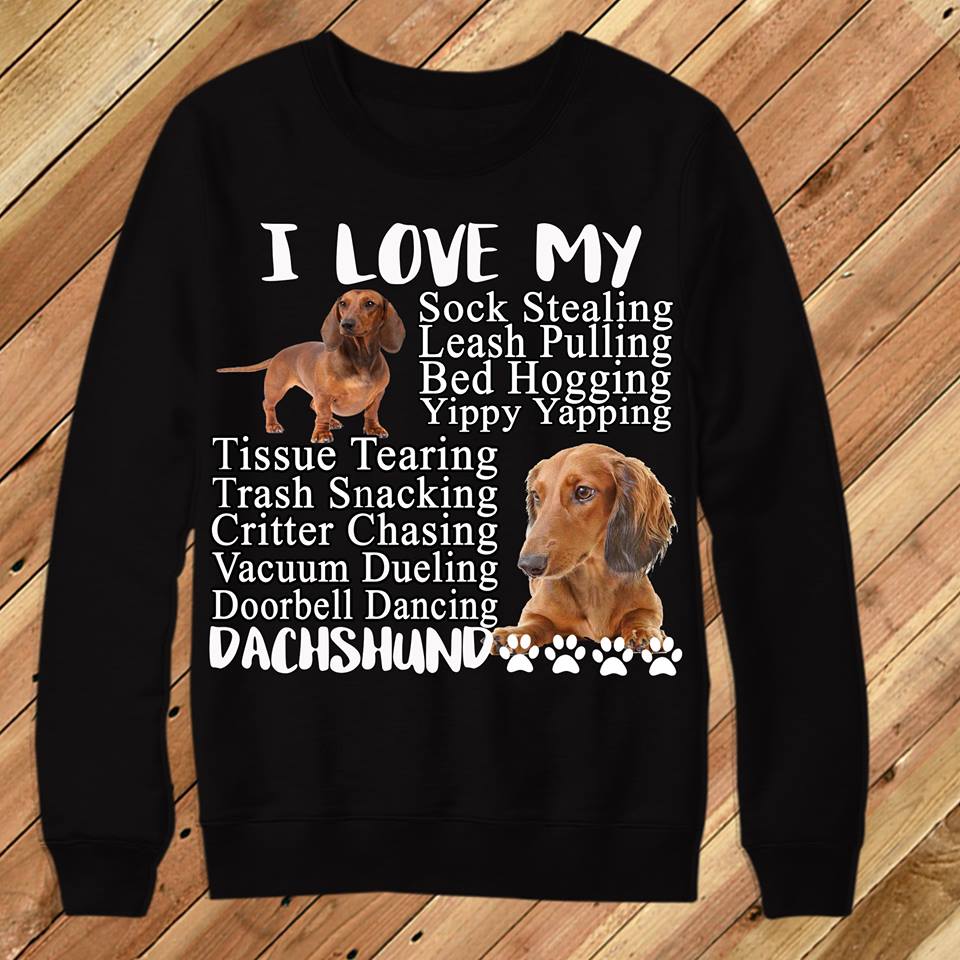 I LOVE MY
Sock Stealing
Leash Pulling
Bed Hogging
Yippy Yapping
Tissue Tearing
Trash Snacking
Critter Chasing
Vacuum Dueling
Doorbell Dancing
DACHSHUND